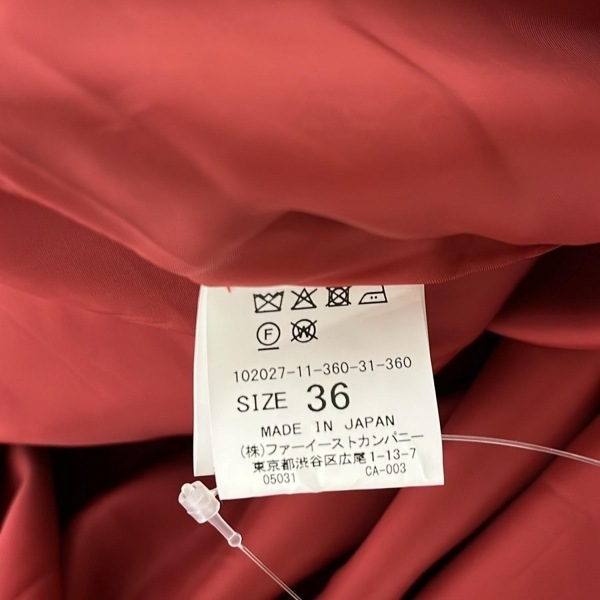 F W
102027-11-360-31-360
SIZE 36
MADE IN JAPAN
(株)ファーイーストカンパニー
東京都渋谷区広尾1-13-7
05031 CA-003